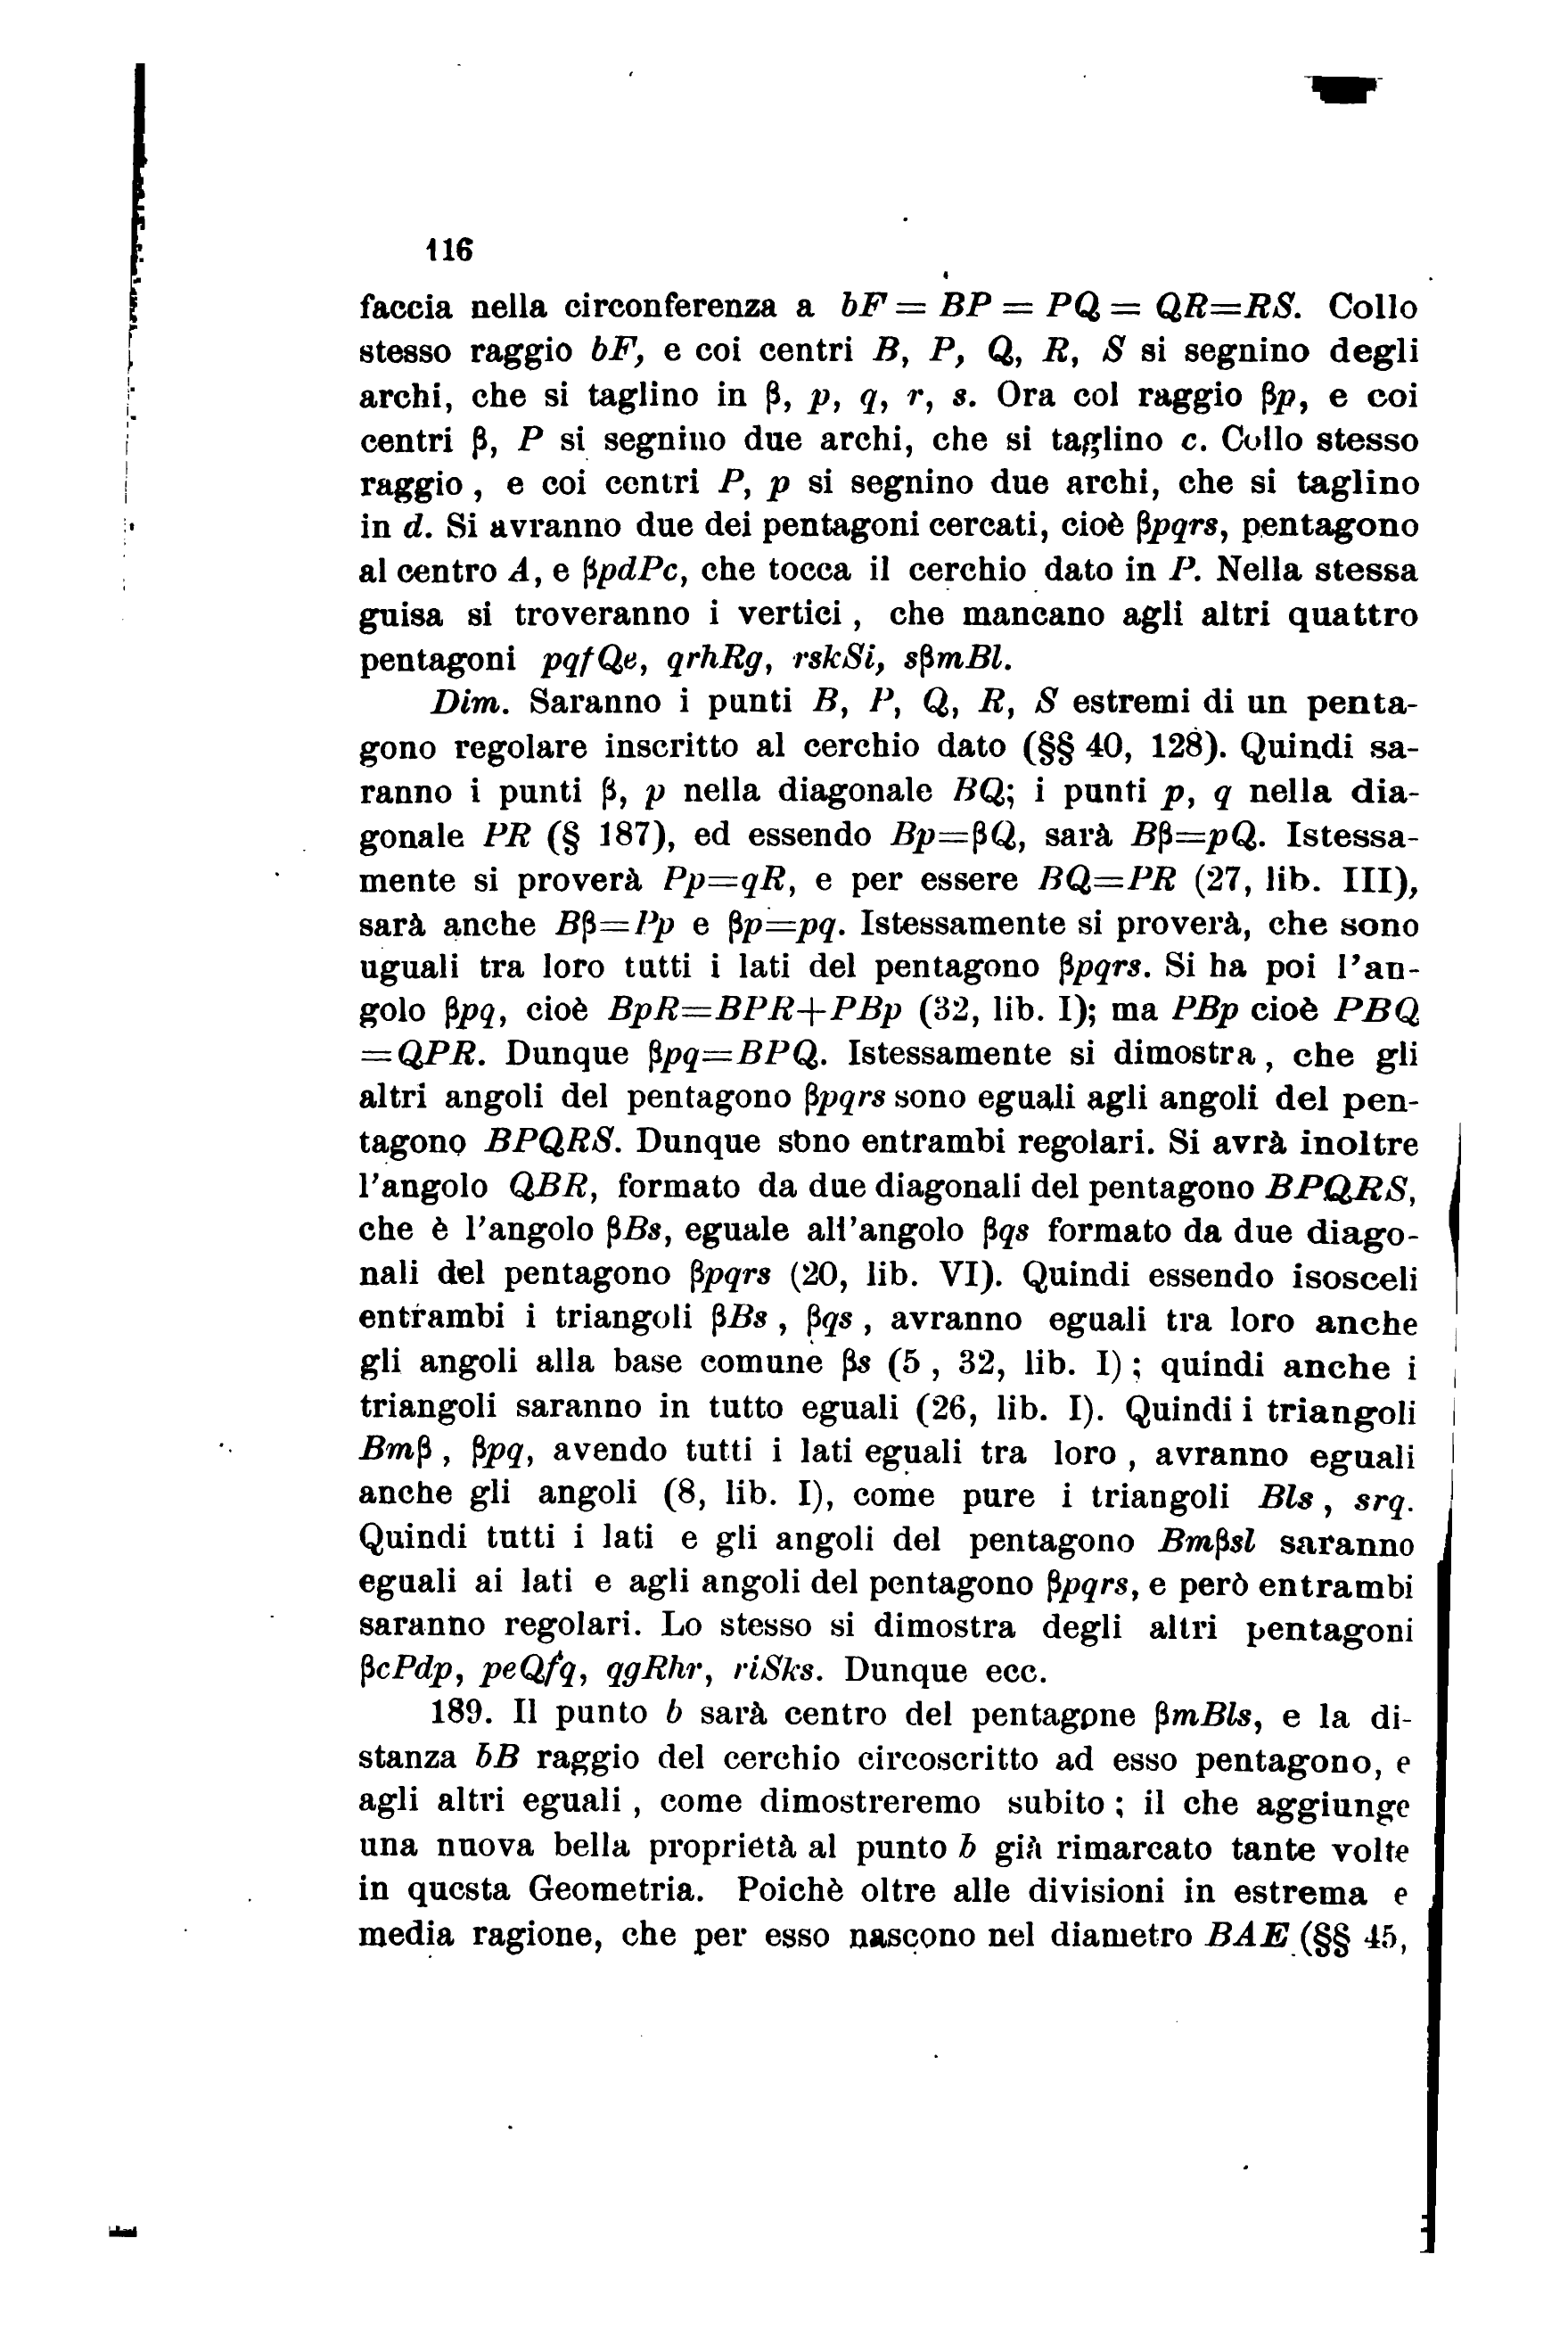 116
faccia nella circonferenza a bF = BP = PQ = QR=RS. Collo
stesso raggio bF, e coi centri B, P, Q, R, S si segnino degli
archi, che si taglino in β, p, q, r, s. Ora col raggio βp, e coi
centri β, P si segnino due archi, che si taglino c. Collo stesso
raggio , e coi centri P, p si segnino due archi, che si taglino
in d. Si avranno due dei pentagoni cercati, cioè βpqrs, pentagono
al centro A, e βpdPc, che tocca il cerchio dato in P. Nella stessa
guisa si troveranno i vertici , che mancano agli altri quattro
pentagoni pqfQe, qrhRg, rskSi, sβmBl.
Dim. Saranno i punti B, P, Q, R, S estremi di un penta-
gono regolare inscritto al cerchio dato (§§ 40, 128). Quindi sa-
ranno i punti β, p nella diagonale BQ; i punti p, q nella dia-
gonale PR (§ 187), ed essendo Bp=βQ, sarà Bβ=pQ. Istessa-
mente si proverà Pp=qR, e per essere BQ=PR (27, lib. III),
sarà anche Bβ=Pp e βp=pq. Istessamente si proverà, che sono
uguali tra loro tutti i lati del pentagono βpqrs. Si ha poi l'an-
golo βpq, cioè BpR=BPR+PBp (32, lib. I); ma PBp cioè PBQ
=QPR. Dunque βpq=BPQ. Istessamente si dimostra , che gli
altri angoli del pentagono βpqrs sono eguali agli angoli del pen-
tagono BPQRS. Dunque sono entrambi regolari. Si avrà inoltre
l'angolo QBR, formato da due diagonali del pentagono BPQRS,
che è l'angolo βBs, eguale all'angolo βqs formato da due diago-
nali del pentagono βpqrs (20, lib. VI). Quindi essendo isosceli
entrambi i triangoli βBs , βqs , avranno eguali tra loro anche
gli angoli alla base comune βs (5 , 32, lib. I) ; quindi anche i
triangoli saranno in tutto eguali (26, lib. I). Quindi i triangoli
Bmβ , βpq, avendo tutti i lati eguali tra loro , avranno eguali
anche gli angoli (8, lib. I), come pure i triangoli Bls , srq.
Quindi tutti i lati e gli angoli del pentagono Bmβsl saranno
eguali ai lati e agli angoli del pentagono βpqrs, e però entrambi
saranno regolari. Lo stesso si dimostra degli altri pentagoni
βcPdp, peQfq, qgRhr, riSks. Dunque ecc.
189. Il punto b sarà centro del pentagone βmBls, e la di-
stanza bB raggio del cerchio circoscritto ad esso pentagono, e
agli altri eguali , come dimostreremo subito ; il che aggiunge
una nuova bella proprietà al punto b già rimarcato tante volte
in questa Geometria. Poichè oltre alle divisioni in estrema e
media ragione, che per esso nascono nel diametro BAE (§§ 45,